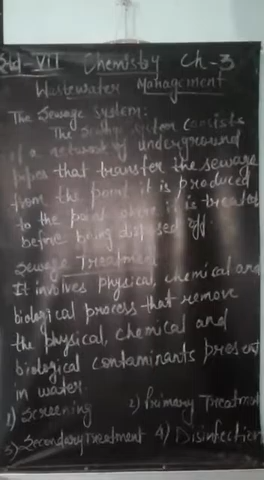 Std-VII Chemistry Ch-3
Wastewater Management
The Sewage system:
The system consists
of a network of underground
pipes that transfer the sewage
from the point it is produced
to the point where it is treated
before being disposed off.
Sewage Treatment
It involves physical, chemical and
biological process that remove
the physical, chemical and
biological contaminants present
in water.
1) Screening 2) Primary Treatment
3) Secondary Treatment 4) Disinfection